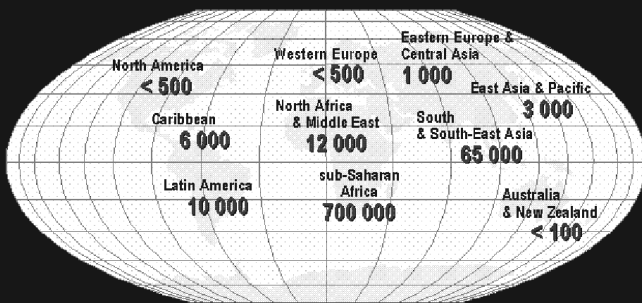 North America
< 500
Western Europe
< 500
Eastern Europe &
Central Asia
1 000
East Asia & Pacific
3 000
Caribbean
6 000
North Africa
& Middle East
12 000
South
& South-East Asia
65 000
Latin America
10 000
sub-Saharan
Africa
700 000
Australia
& New Zealand
< 100